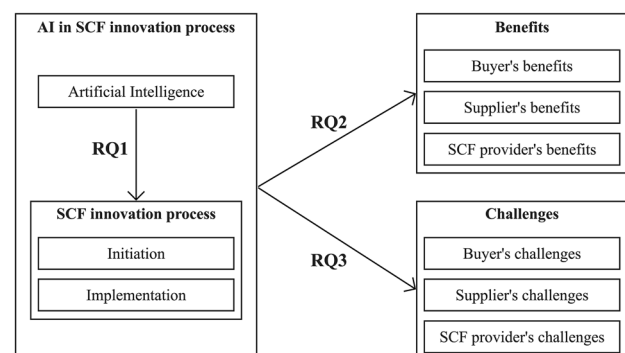 AI in SCF innovation process
Artificial Intelligence
RQ1
SCF innovation process
Initiation
Implementation
RQ2
RQ3
Benefits
Buyer's benefits
Supplier's benefits
SCF provider's benefits
Challenges
Buyer's challenges
Supplier's challenges
SCF provider's challenges